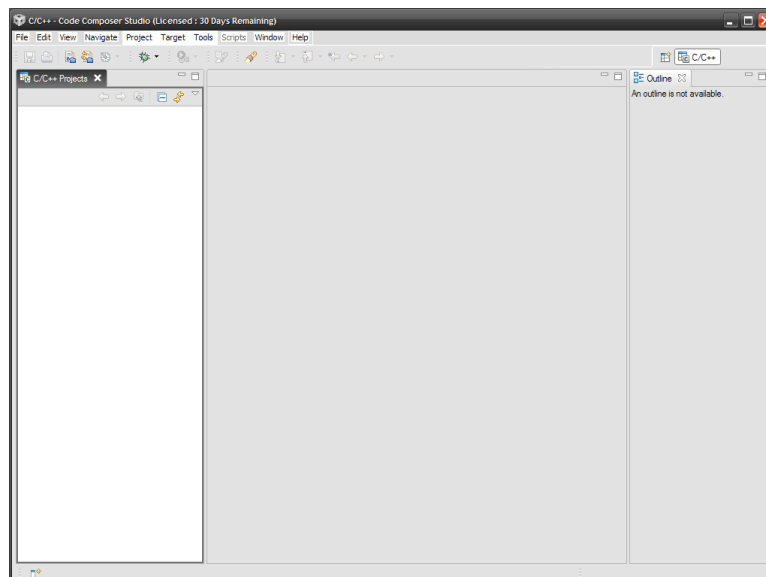 C/C++ - Code Composer Studio (Licensed : 30 Days Remaining)
File Edit View Navigate Project Target Tools Scripts Window Help
C/C++
C/C++ Projects
Outline
An outline is not available.